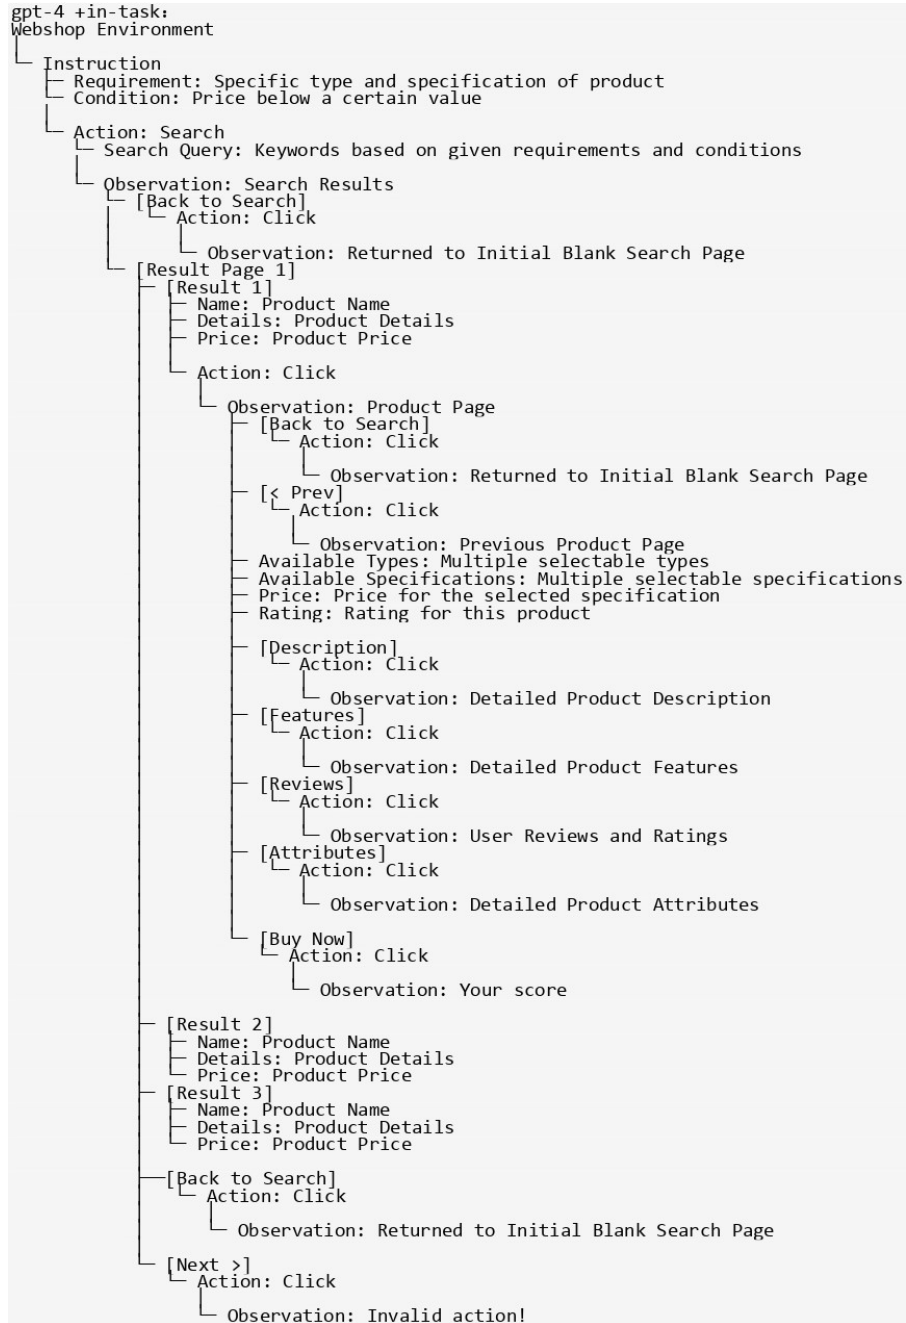 gpt-4 +in-task:
Webshop Environment
Instruction
Requirement: Specific type and specification of product
Condition: Price below a certain value
Action: Search
Search Query: Keywords based on given requirements and conditions
Observation: Search Results
[Back to Search]
Action: Click
Observation: Returned to Initial Blank Search Page
[Result Page 1]
[Result 1]
Name: Product Name
Details: Product Details
Price: Product Price
Action: Click
Observation: Product Page
[Back to Search]
Action: Click
Observation: Returned to Initial Blank Search Page
[< Prev]
Action: Click
Observation: Previous Product Page
Available Types: Multiple selectable types
Available Specifications: Multiple selectable specifications
Price: Price for the selected specification
Rating: Rating for this product
[Description]
Action: Click
Observation: Detailed Product Description
[Features]
Action: Click
Observation: Detailed Product Features
[Reviews]
Action: Click
Observation: User Reviews and Ratings
[Attributes]
Action: Click
Observation: Detailed Product Attributes
[Buy Now]
Action: Click
Observation: Your score
[Result 2]
Name: Product Name
Details: Product Details
Price: Product Price
[Result 3]
Name: Product Name
Details: Product Details
Price: Product Price
[Back to Search]
Action: Click
Observation: Returned to Initial Blank Search Page
[Next >]
Action: Click
Observation: Invalid action!